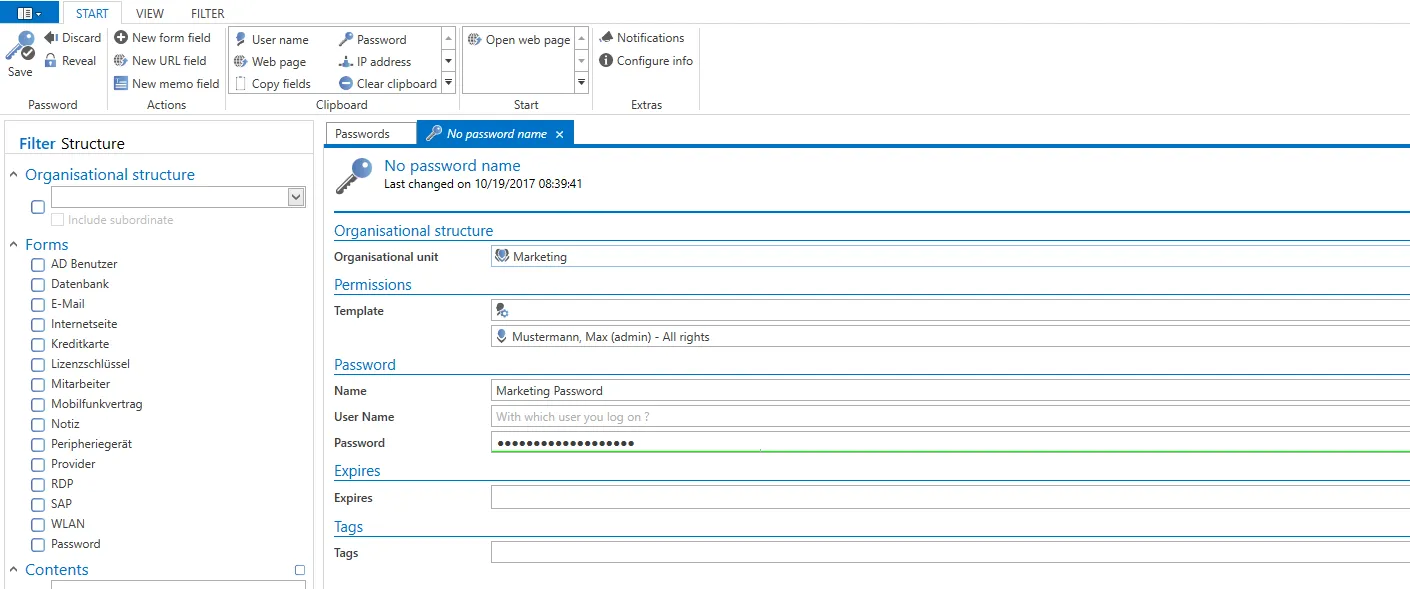 START VIEW FILTER
Save
Discard
Reveal
Password
New form field
New URL field
New memo field
Actions
User name Password
Web page IP address
Copy fields Clear clipboard
Clipboard
Open web page
Start
Notifications
Configure info
Extras
Filter Structure
Organisational structure
Include subordinate
Forms
AD Benutzer
Datenbank
E-Mail
Internetseite
Kreditkarte
Lizenzschlüssel
Mitarbeiter
Mobilfunkvertrag
Notiz
Peripheriegerät
Provider
RDP
SAP
WLAN
Password
Contents
Passwords No password name
No password name
Last changed on 10/19/2017 08:39:41
Organisational structure
Organisational unit Marketing
Permissions
Template
Mustermann, Max (admin) - All rights
Password
Name Marketing Password
User Name With which user you log on ?
Password ●●●●●●●●●●●●●●●●●●●
Expires
Expires
Tags
Tags